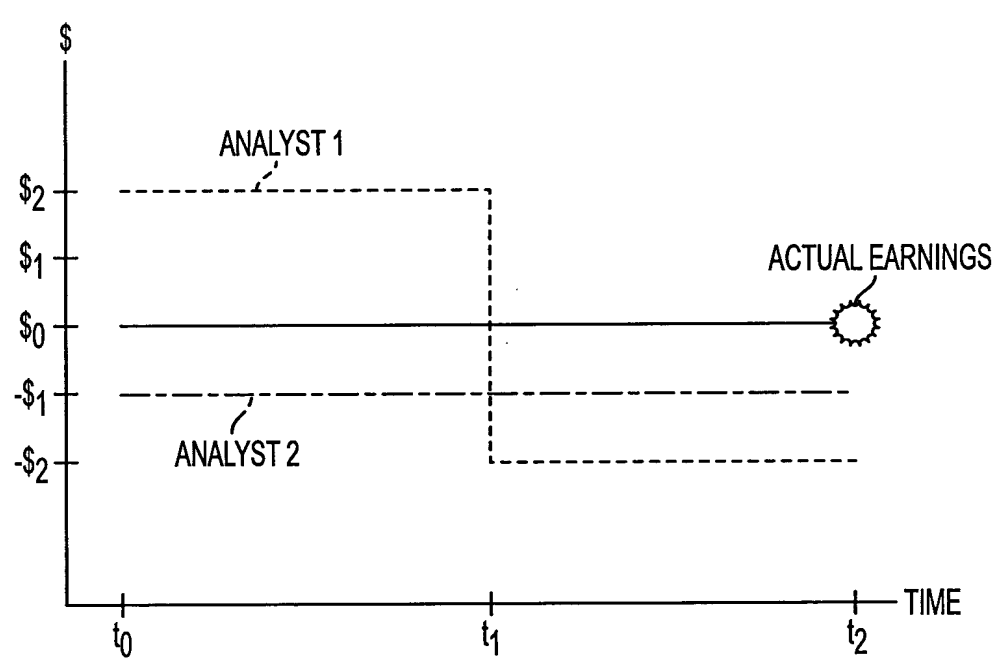 $
ANALYST 1
$2
ACTUAL EARNINGS
$1
$0
-$1
ANALYST 2
-$2
TIME
t0
t1
t2